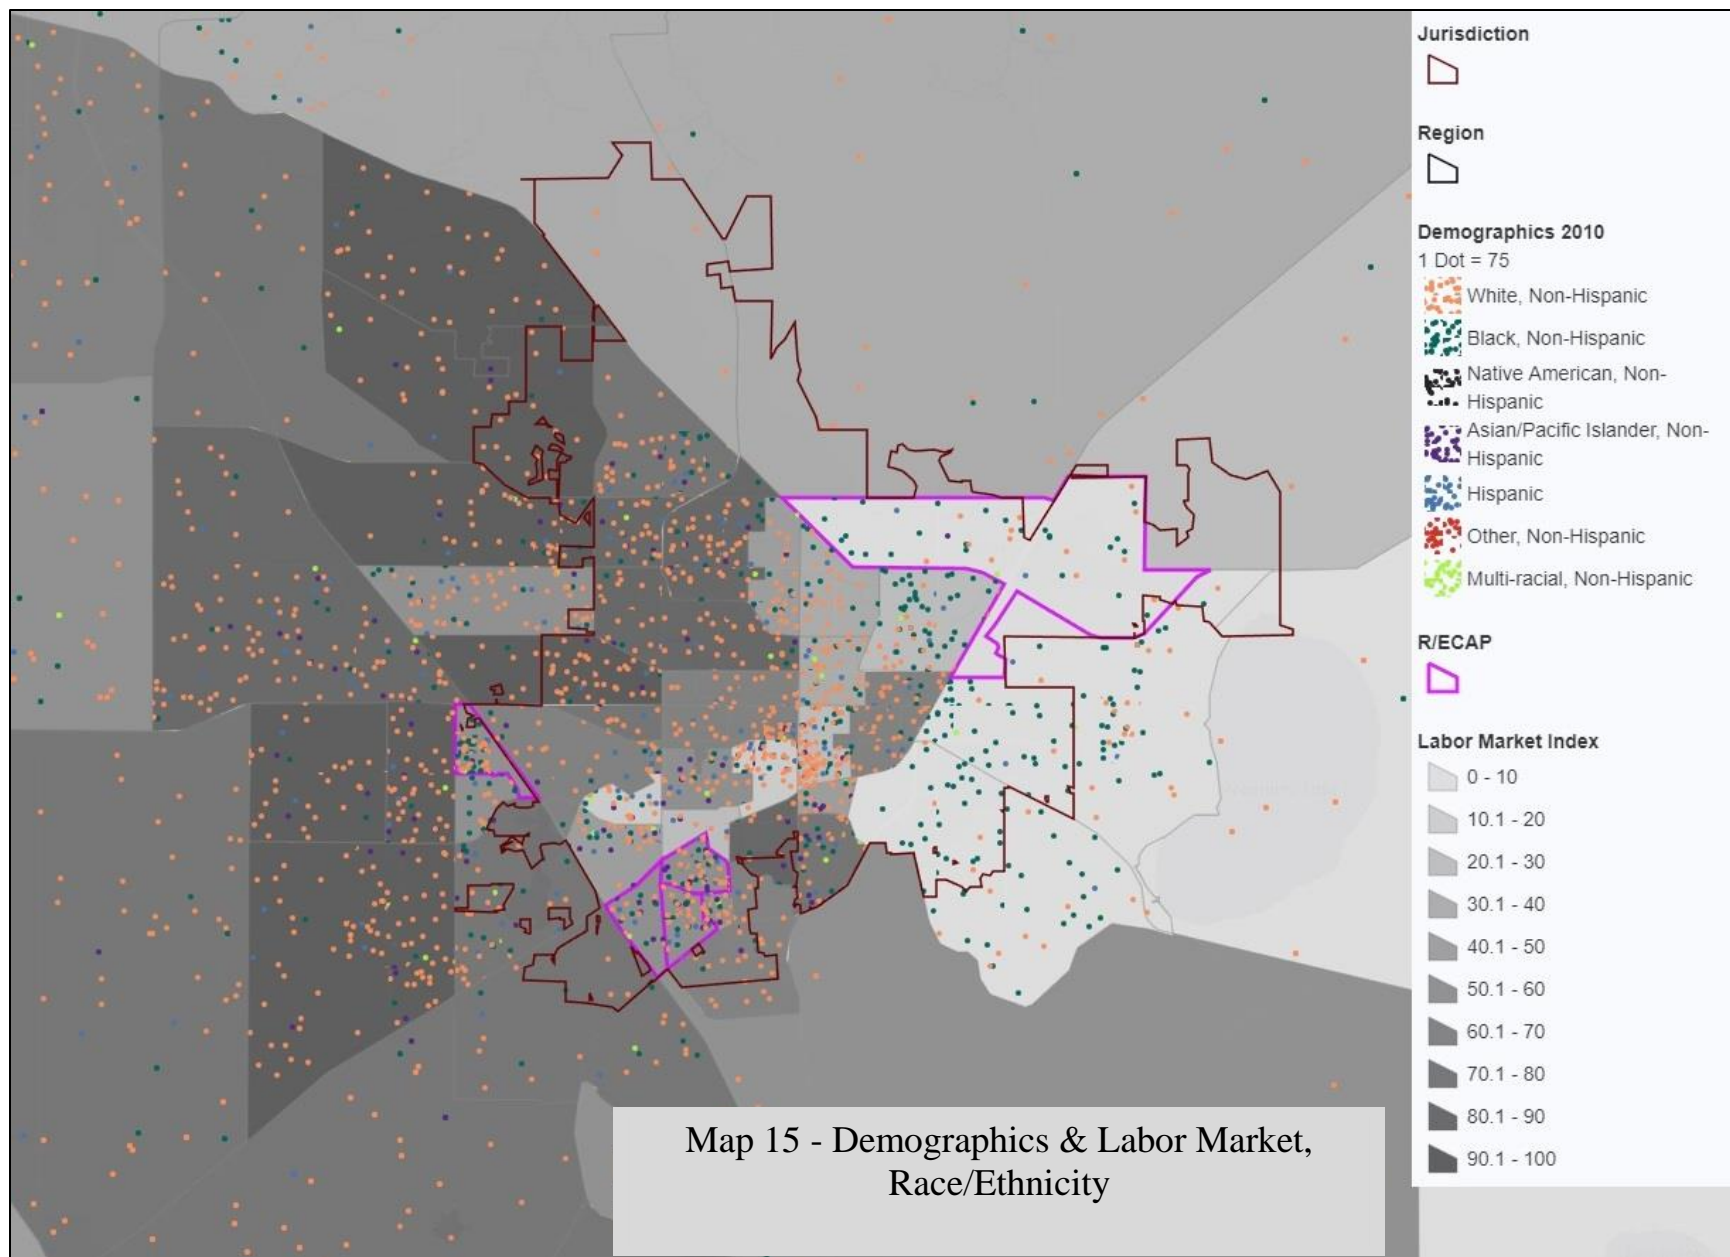 Jurisdiction
Region
Demographics 2010
1 Dot = 75
White, Non-Hispanic
Black, Non-Hispanic
Native American, Non-
Hispanic
Asian/Pacific Islander, Non-
Hispanic
Hispanic
Other, Non-Hispanic
Multi-racial, Non-Hispanic
R/ECAP
Labor Market Index
0 - 10
10.1 - 20
20.1 - 30
30.1 - 40
40.1 - 50
50.1 - 60
60.1 - 70
70.1 - 80
80.1 - 90
90.1 - 100
Map 15 - Demographics & Labor Market,
Race/Ethnicity